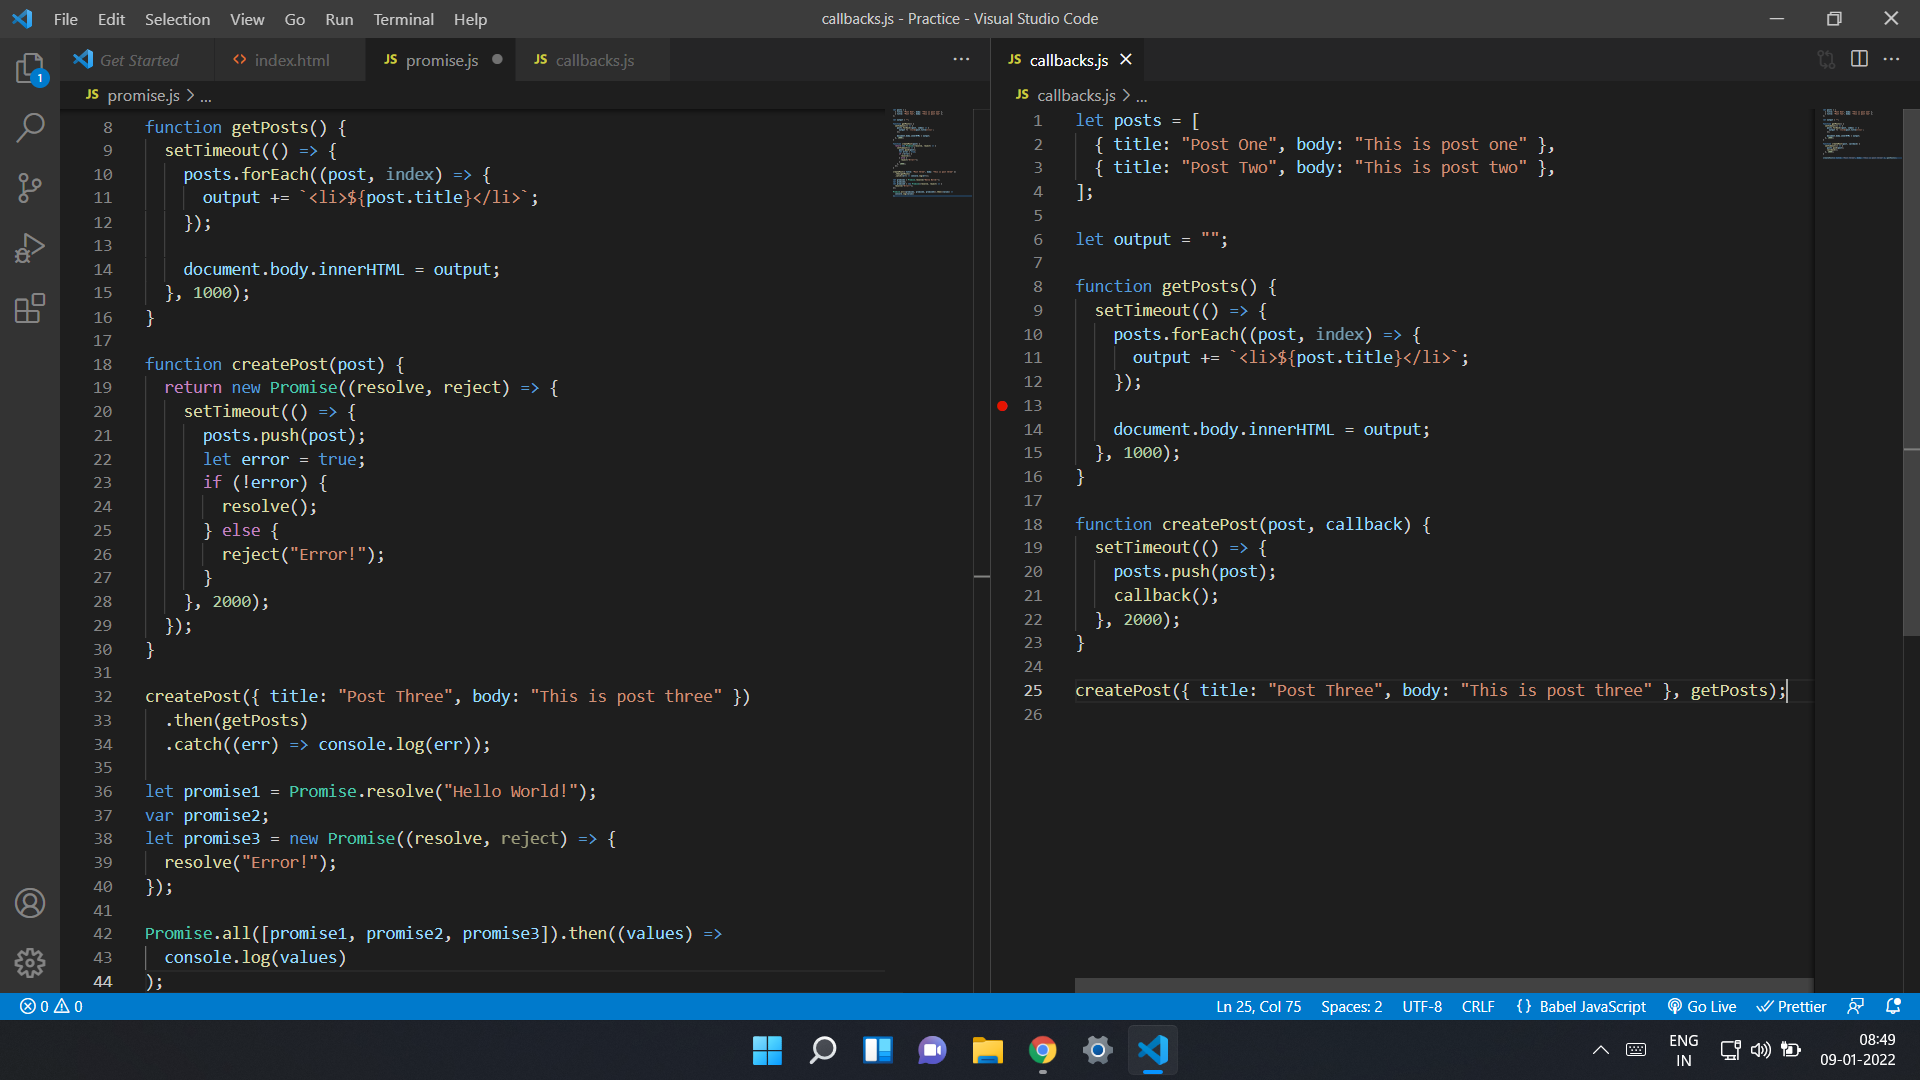 File Edit Selection View Go Run Terminal Help
callbacks.js - Practice - Visual Studio Code
1
Get Started
<> index.html
JS promise.js
JS callbacks.js
...
JS promise.js > ...
8 function getPosts() {
9 setTimeout(() => {
10 posts.forEach((post, index) => {
11 output += `<li>${post.title}</li>`;
12 });
13
14 document.body.innerHTML = output;
15 }, 1000);
16 }
17
18 function createPost(post) {
19 return new Promise((resolve, reject) => {
20 setTimeout(() => {
21 posts.push(post);
22 let error = true;
23 if (!error) {
24 resolve();
25 } else {
26 reject("Error!");
27 }
28 }, 2000);
29 });
30 }
31
32 createPost({ title: "Post Three", body: "This is post three" })
33 .then(getPosts)
34 .catch((err) => console.log(err));
35
36 let promise1 = Promise.resolve("Hello World!");
37 var promise2;
38 let promise3 = new Promise((resolve, reject) => {
39 resolve("Error!");
40 });
41
42 Promise.all([promise1, promise2, promise3]).then((values) =>
43 console.log(values)
44 );
JS callbacks.js
...
JS callbacks.js > ...
1 let posts = [
2 { title: "Post One", body: "This is post one" },
3 { title: "Post Two", body: "This is post two" },
4 ];
5
6 let output = "";
7
8 function getPosts() {
9 setTimeout(() => {
10 posts.forEach((post, index) => {
11 output += `<li>${post.title}</li>`;
12 });
13
14 document.body.innerHTML = output;
15 }, 1000);
16 }
17
18 function createPost(post, callback) {
19 setTimeout(() => {
20 posts.push(post);
21 callback();
22 }, 2000);
23 }
24
25 createPost({ title: "Post Three", body: "This is post three" }, getPosts);
26
0 0
Ln 25, Col 75 Spaces: 2 UTF-8 CRLF {} Babel JavaScript Go Live Prettier
ENG
IN
08:49
09-01-2022